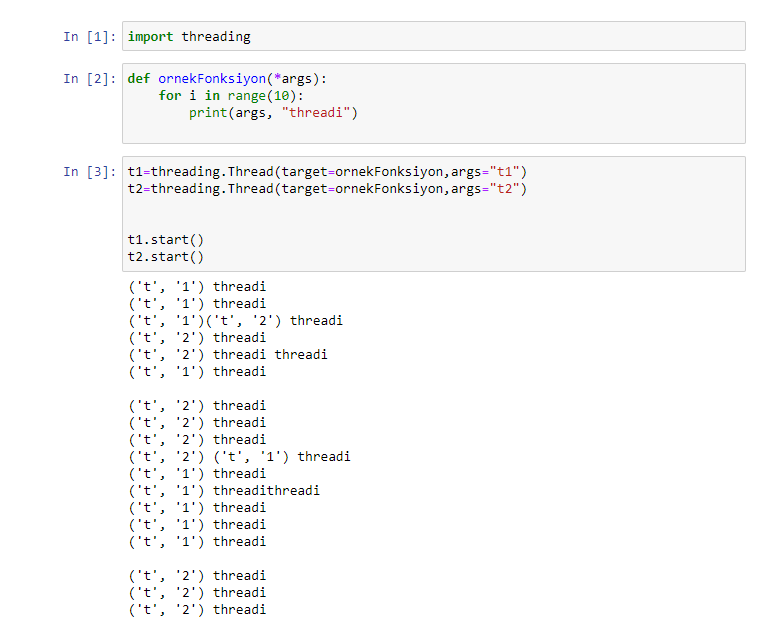 In [1]: import threading
In [2]: def ornekFonksiyon(*args):
    for i in range(10):
        print(args, "threadi")
In [3]: t1=threading.Thread(target=ornekFonksiyon,args="t1")
t2=threading.Thread(target=ornekFonksiyon,args="t2")
t1.start()
t2.start()
('t', '1') threadi
('t', '1') threadi
('t', '1')('t', '2') threadi
('t', '2') threadi
('t', '2') threadi threadi
('t', '1') threadi
('t', '2') threadi
('t', '2') threadi
('t', '2') threadi
('t', '2') ('t', '1') threadi
('t', '1') threadi
('t', '1') threadithreadi
('t', '1') threadi
('t', '1') threadi
('t', '1') threadi
('t', '2') threadi
('t', '2') threadi
('t', '2') threadi